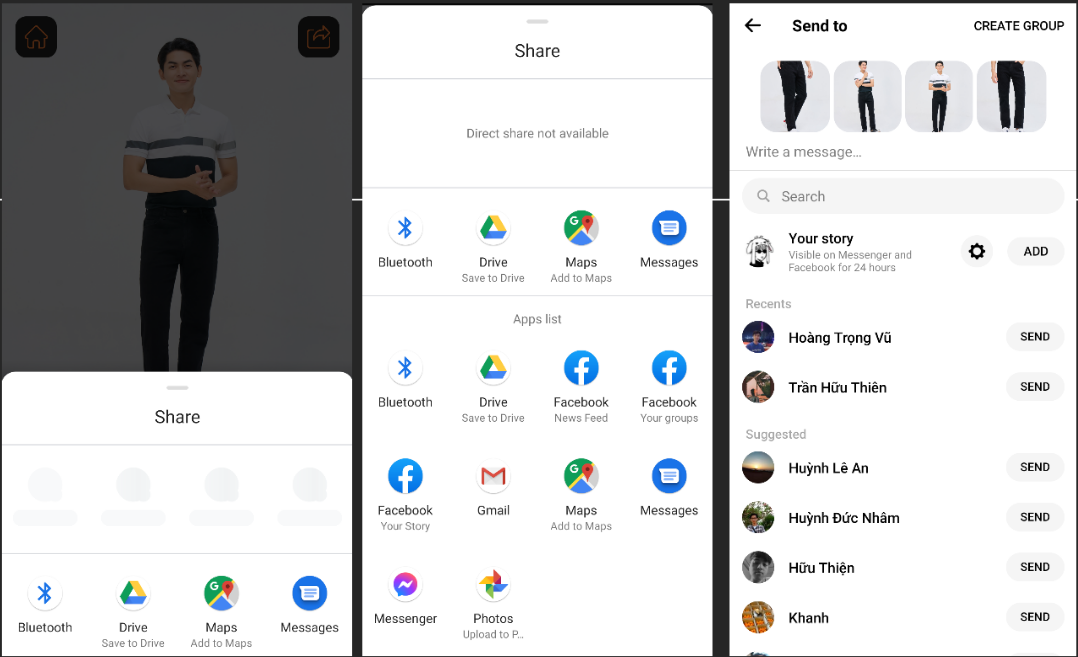 Share
Bluetooth
Drive
Save to Drive
Maps
Add to Maps
Messages
Share
Direct share not available
Bluetooth
Drive
Save to Drive
Maps
Add to Maps
Messages
Apps list
Bluetooth
Drive
Save to Drive
Facebook
News Feed
Facebook
Your groups
Facebook
Your Story
Gmail
Maps
Add to Maps
Messages
Messenger
Photos
Upload to P...
Send to
CREATE GROUP
Write a message...
Search
Your story
Visible on Messenger and
Facebook for 24 hours
ADD
Recents
Hoàng Trọng Vũ
SEND
Trần Hữu Thiên
SEND
Suggested
Huỳnh Lê An
SEND
Huỳnh Đức Nhâm
SEND
Hữu Thiện
SEND
Khanh
SEND